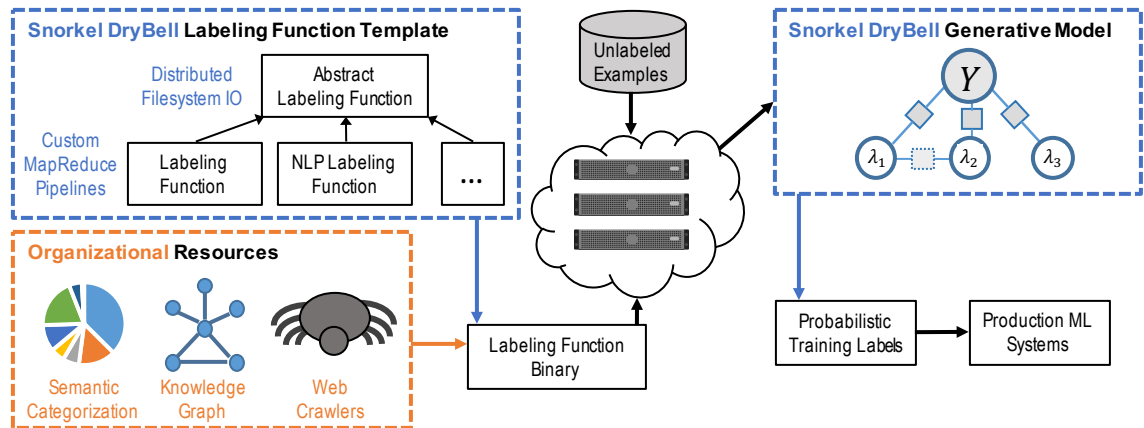 Snorkel DryBell Labeling Function Template
Distributed
Filesystem IO
Abstract
Labeling Function
Custom
MapReduce
Pipelines
Labeling
Function
NLP Labeling
Function
...
Organizational Resources
Semantic
Categorization
Knowledge
Graph
Web
Crawlers
Labeling Function
Binary
Unlabeled
Examples
Snorkel DryBell Generative Model
Y
λ1
λ2
λ3
Probabilistic
Training Labels
Production ML
Systems